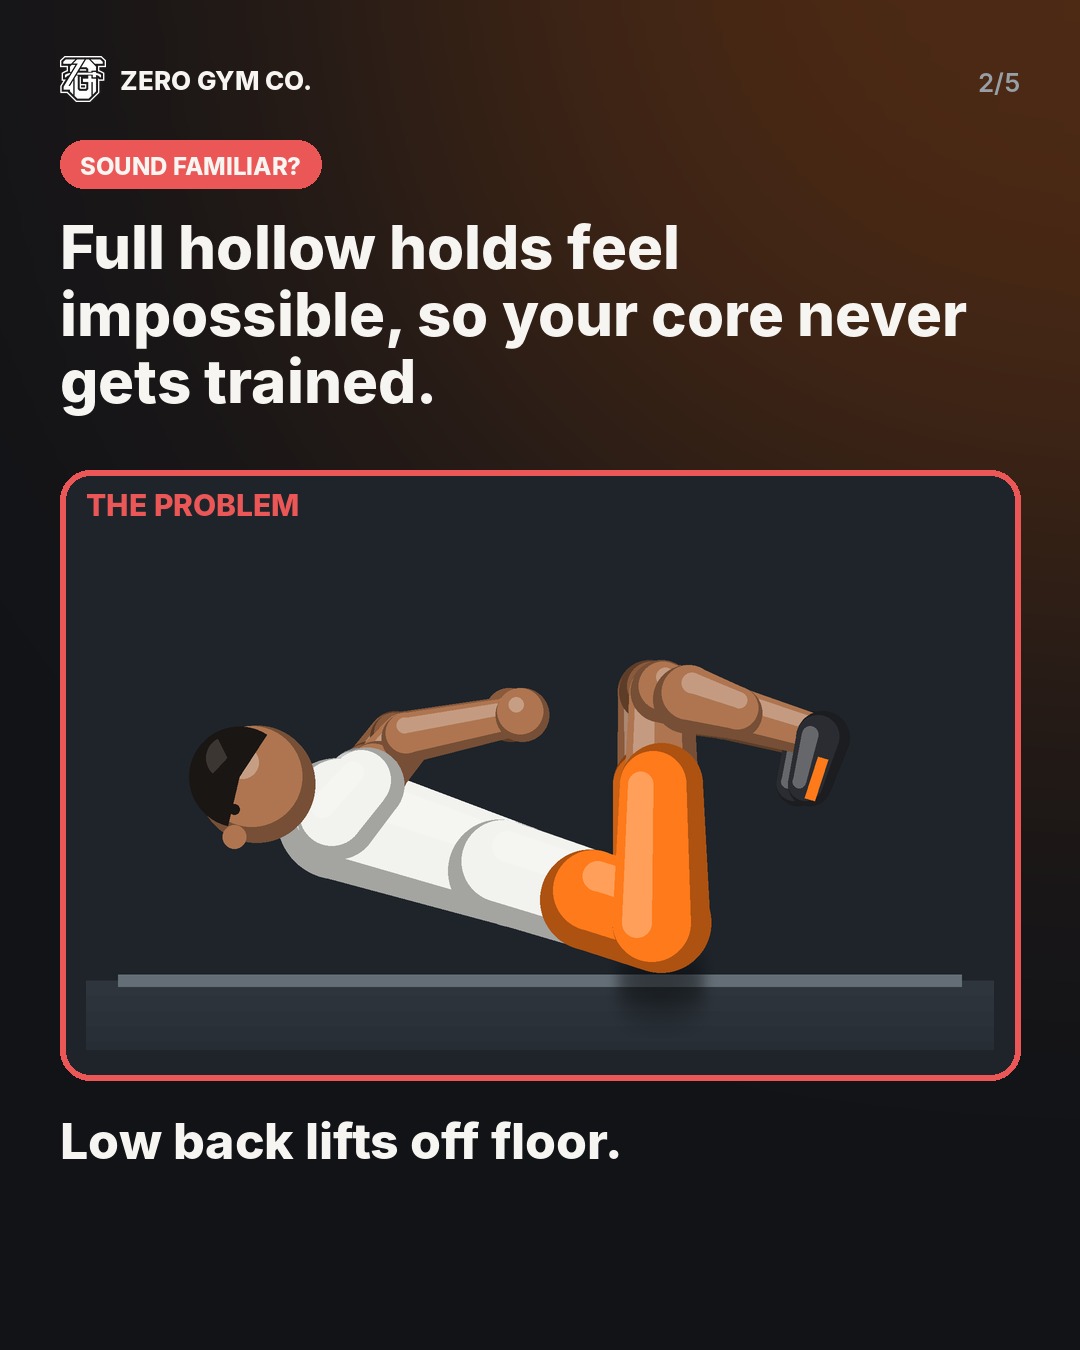 ZERO GYM CO.
2/5
SOUND FAMILIAR?
Full hollow holds feel
impossible, so your core never
gets trained.
THE PROBLEM
Low back lifts off floor.